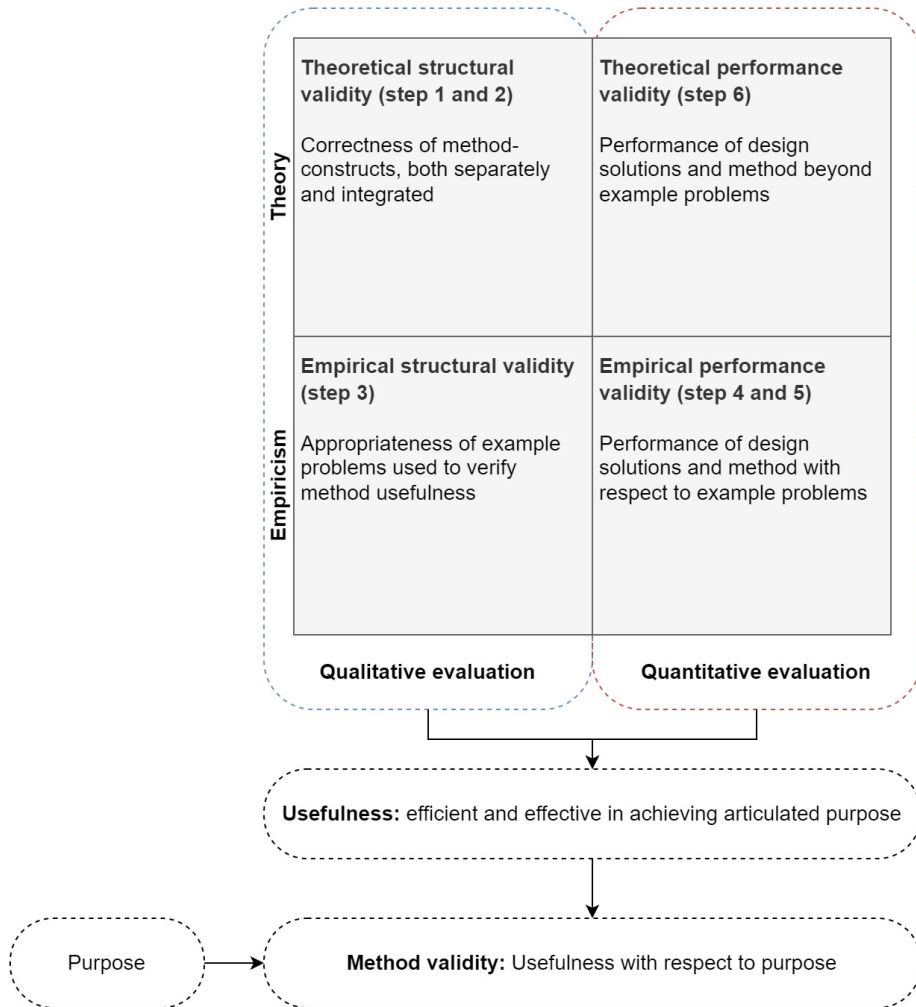 Theory
Theoretical structural
validity (step 1 and 2)
Correctness of method-
constructs, both separately
and integrated
Theoretical performance
validity (step 6)
Performance of design
solutions and method beyond
example problems
Empiricism
Empirical structural validity
(step 3)
Appropriateness of example
problems used to verify
method usefulness
Empirical performance
validity (step 4 and 5)
Performance of design
solutions and method with
respect to example problems
Qualitative evaluation
Quantitative evaluation
Usefulness: efficient and effective in achieving articulated purpose
Purpose
Method validity: Usefulness with respect to purpose